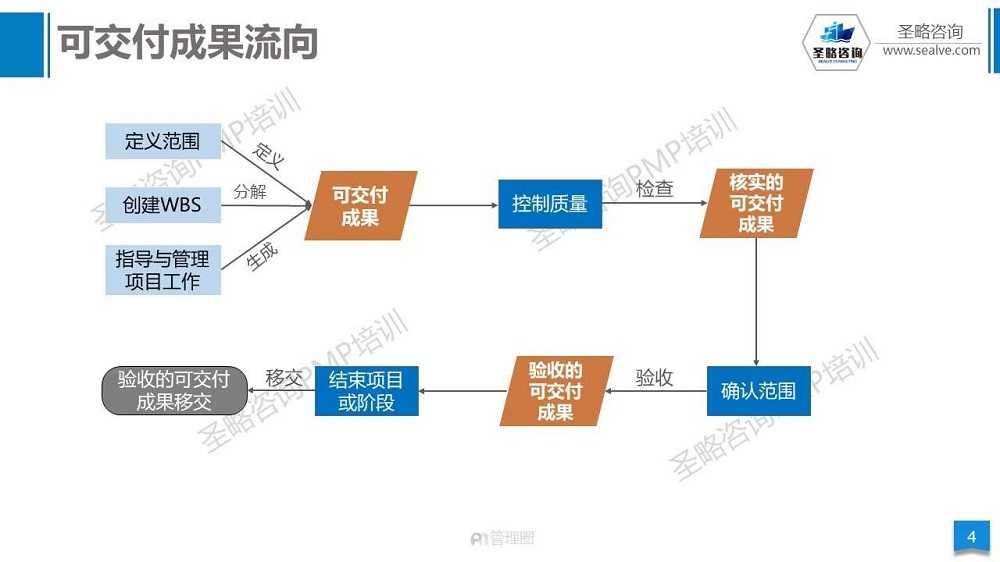 可交付成果流向
圣略咨询
SEALVE CONSULTING
圣略咨询
www.sealve.com
定义范围
定义
创建WBS
分解
指导与管理
项目工作
生成
可交付
成果
控制质量
检查
核实的
可交付
成果
验收的可交付
成果移交
移交
结束项目
或阶段
验收的
可交付
成果
验收
确认范围
圣略咨询PMP培训
圣略咨询PMP培训
圣略咨询PMP培训
圣略咨询PMP培训
管理圈
4